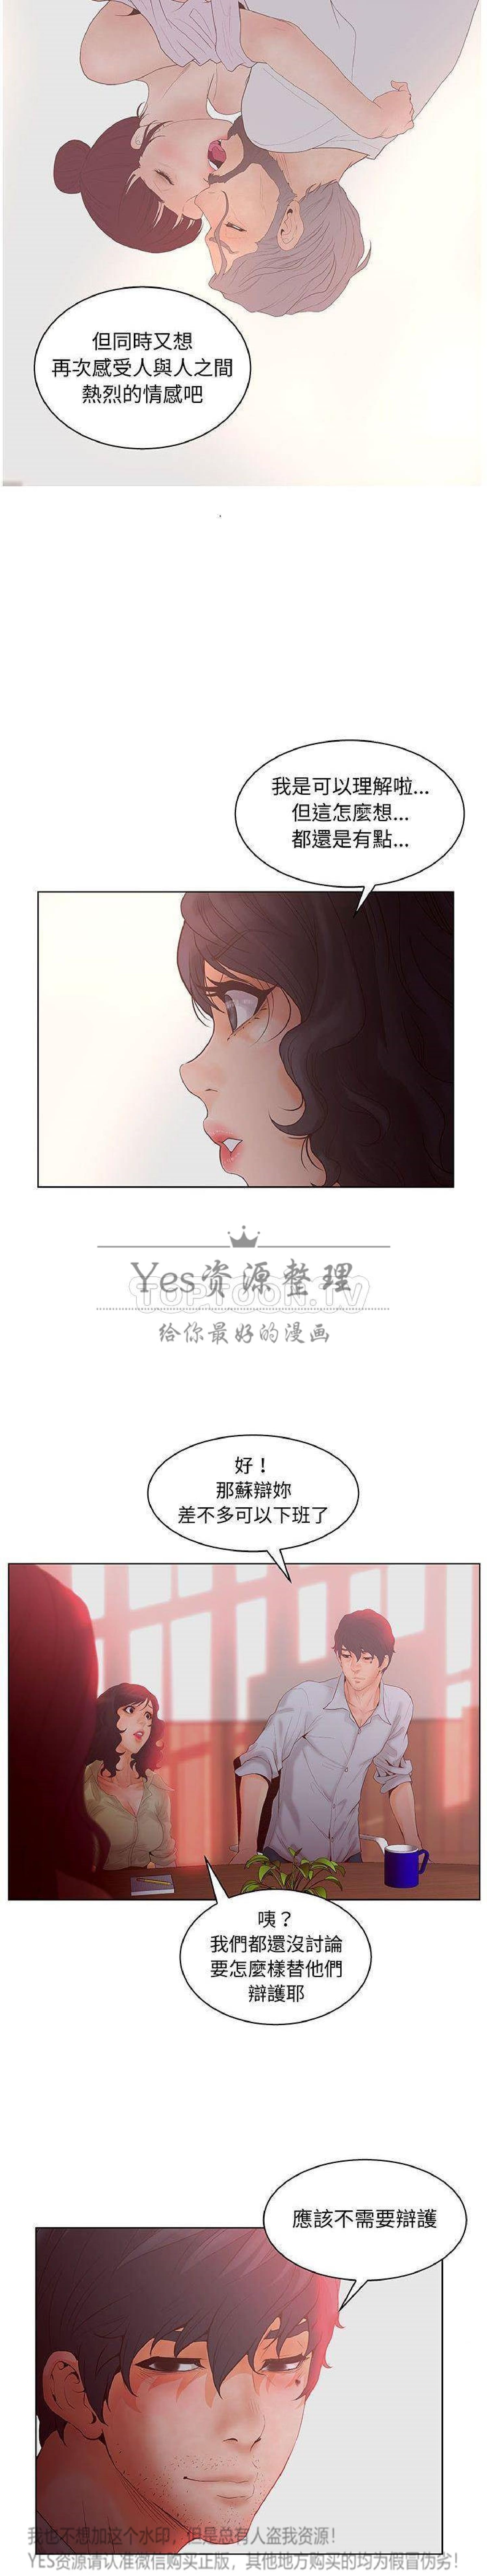 但同時又想
再次感受人與人之間
熱烈的情感吧
我是可以理解啦...
但這怎麼想...
都還是有點...
Yes资源整理
TOPTOON.TV
给你最好的漫画
好！
那蘇辯妳
差不多可以下班了
咦？
我們都還沒討論
要怎麼樣替他們
辯護耶
應該不需要辯護
我也不想加这个水印，但是总有人盗我资源！
YES资源请认准微信购买正版，其他地方购买的均为假冒伪劣！